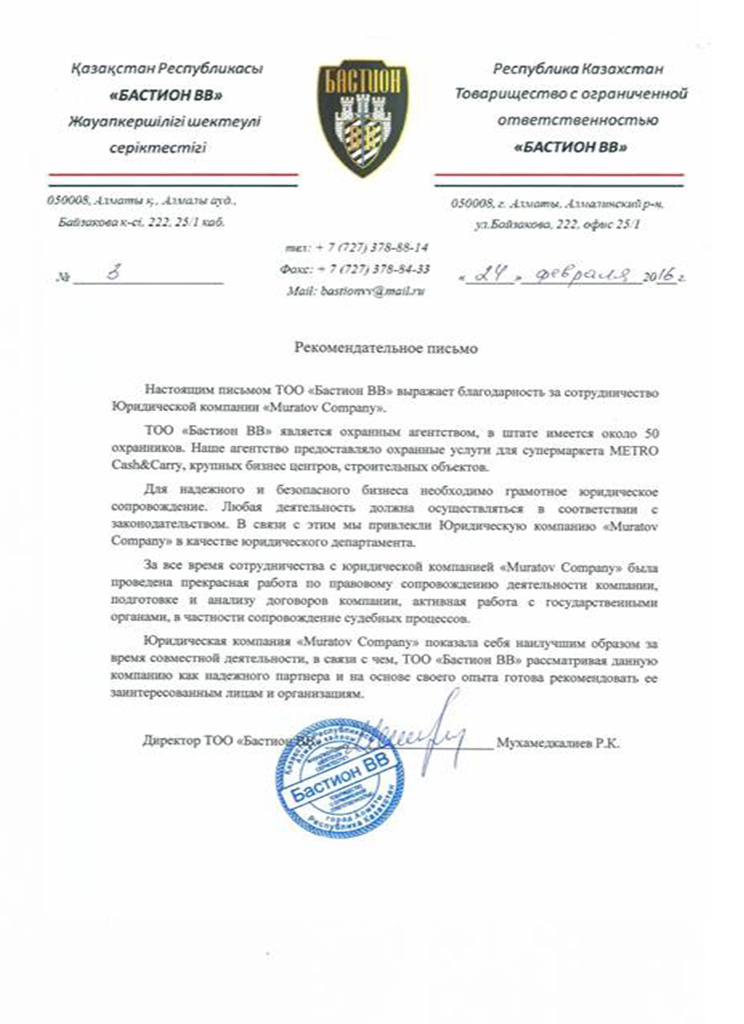 Қазақстан Республикасы
«БАСТИОН ВВ»
Жауапкершілігі шектеулі
серіктестігі
БАСТИОН
ВВ
Республика Казахстан
Товарищество с ограниченной
ответственностью
«БАСТИОН ВВ»
050008, Алматы қ., Алмалы ауд.,
Байзакова к-сі, 222, 25/1 каб.
050008, г. Алматы, Алмалинский р-н,
ул.Байзакова, 222, офис 25/1
тел: + 7 (727) 378-88-14
Факс: + 7 (727) 378-84-33
Mail: bastionvv@mail.ru
№ 3
« 24 » февраля 2016 г.
Рекомендательное письмо
Настоящим письмом ТОО «Бастион ВВ» выражает благодарность за сотрудничество
Юридической компании «Muratov Company».
ТОО «Бастион ВВ» является охранным агентством, в штате имеется около 50
охранников. Наше агентство предоставляло охранные услуги для супермаркета METRO
Cash&Carry, крупных бизнес центров, строительных объектов.
Для надежного и безопасного бизнеса необходимо грамотное юридическое
сопровождение. Любая деятельность должна осуществляться в соответствии с
законодательством. В связи с этим мы привлекли Юридическую компанию «Muratov
Company» в качестве юридического департамента.
За все время сотрудничества с юридической компанией «Muratov Company» была
проведена прекрасная работа по правовому сопровождению деятельности компании,
подготовке и анализу договоров компании, активная работа с государственными
органами, в частности сопровождение судебных процессов.
Юридическая компания «Muratov Company» показала себя наилучшим образом за
время совместной деятельности, в связи с чем, ТОО «Бастион ВВ» рассматривая данную
компанию как надежного партнера и на основе своего опыта готова рекомендовать ее
заинтересованным лицам и организациям.
Директор ТОО «Бастион ВВ» Мухамедкалиев Р.К.
Бастион ВВ
город Алматы
Республика Казахстан